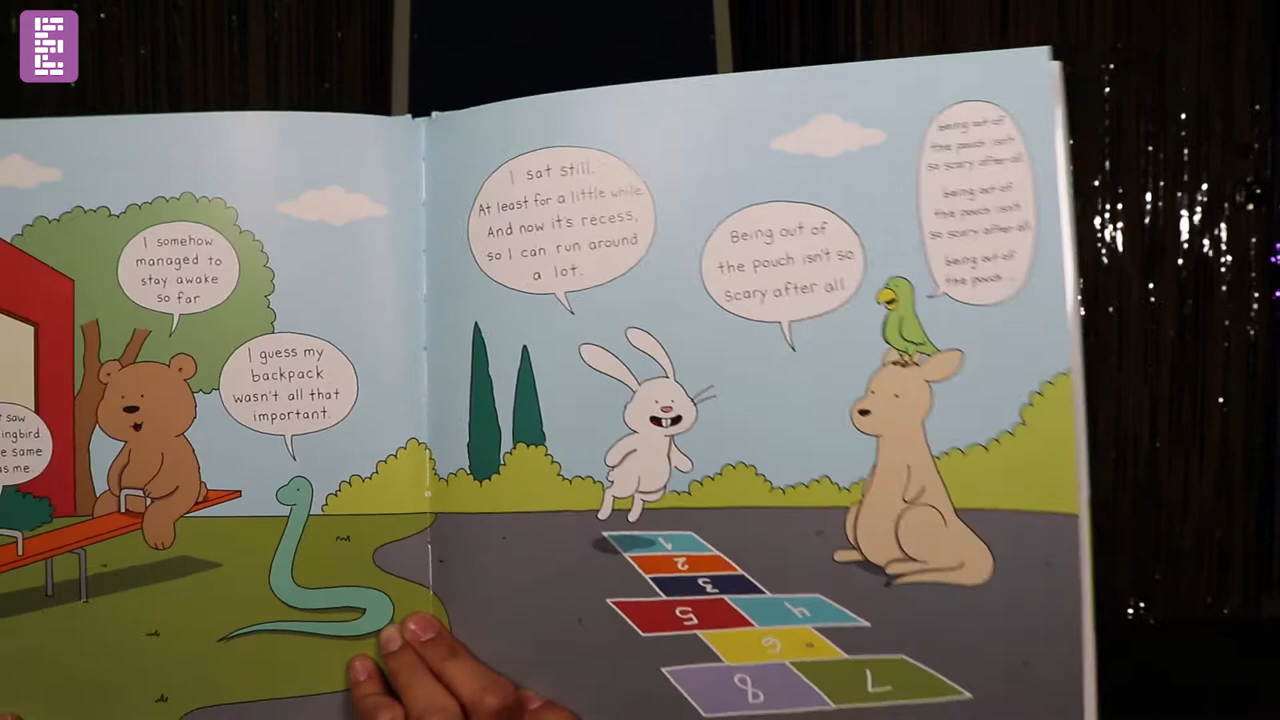 I somehow
managed to
stay awake
so far
I guess my
backpack
wasn't all that
important.
saw
same
as me.
I sat still.
At least for a little while.
And now it's recess,
so I can run around
a lot.
Being out of
the pouch isn't so
scary after all
being out of
the pouch isn't
so scary after all
being out of
the pouch isn't
so scary after all
being out of
the pouch...
1
2
3
5 4
6
8 7